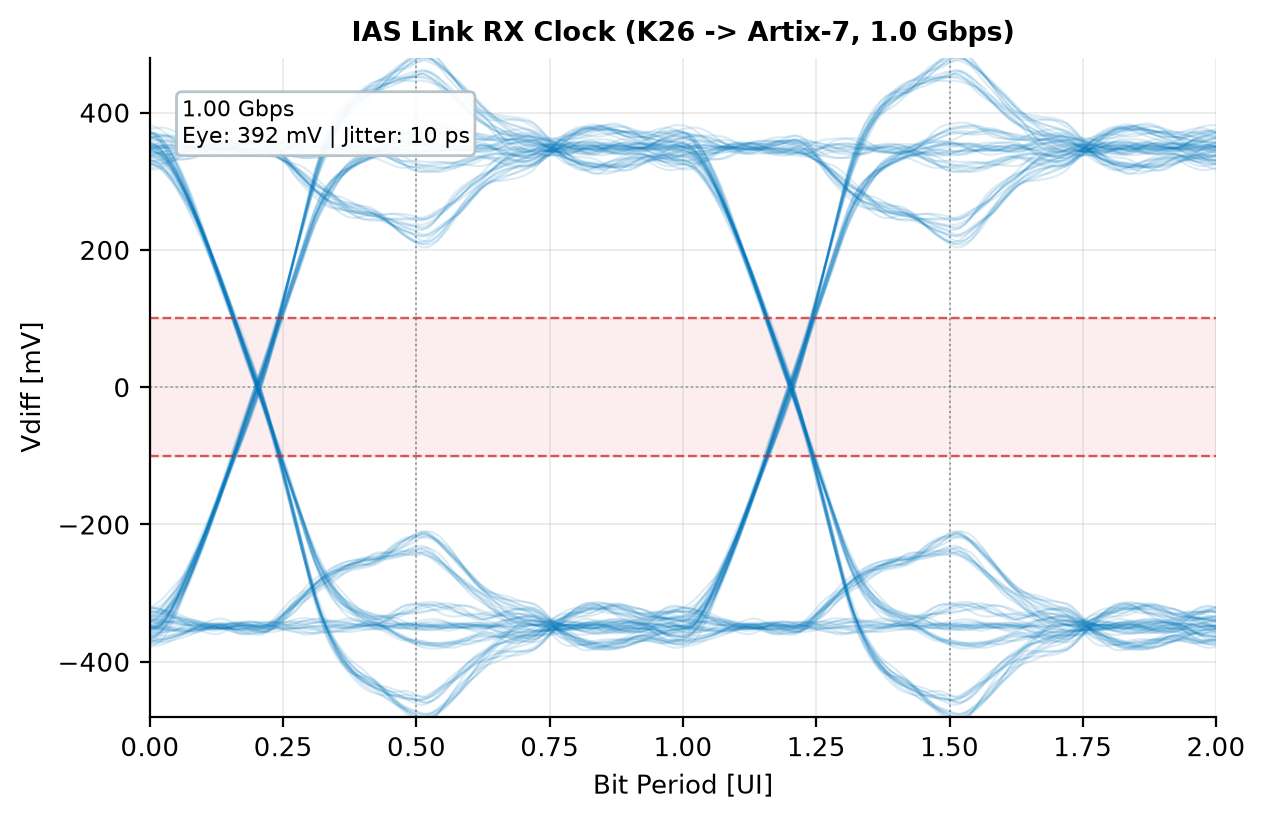 IAS Link RX Clock (K26 -> Artix-7, 1.0 Gbps)
1.00 Gbps
Eye: 392 mV | Jitter: 10 ps
400
200
0
−200
−400
Vdiff [mV]
0.00 0.25 0.50 0.75 1.00 1.25 1.50 1.75 2.00
Bit Period [UI]